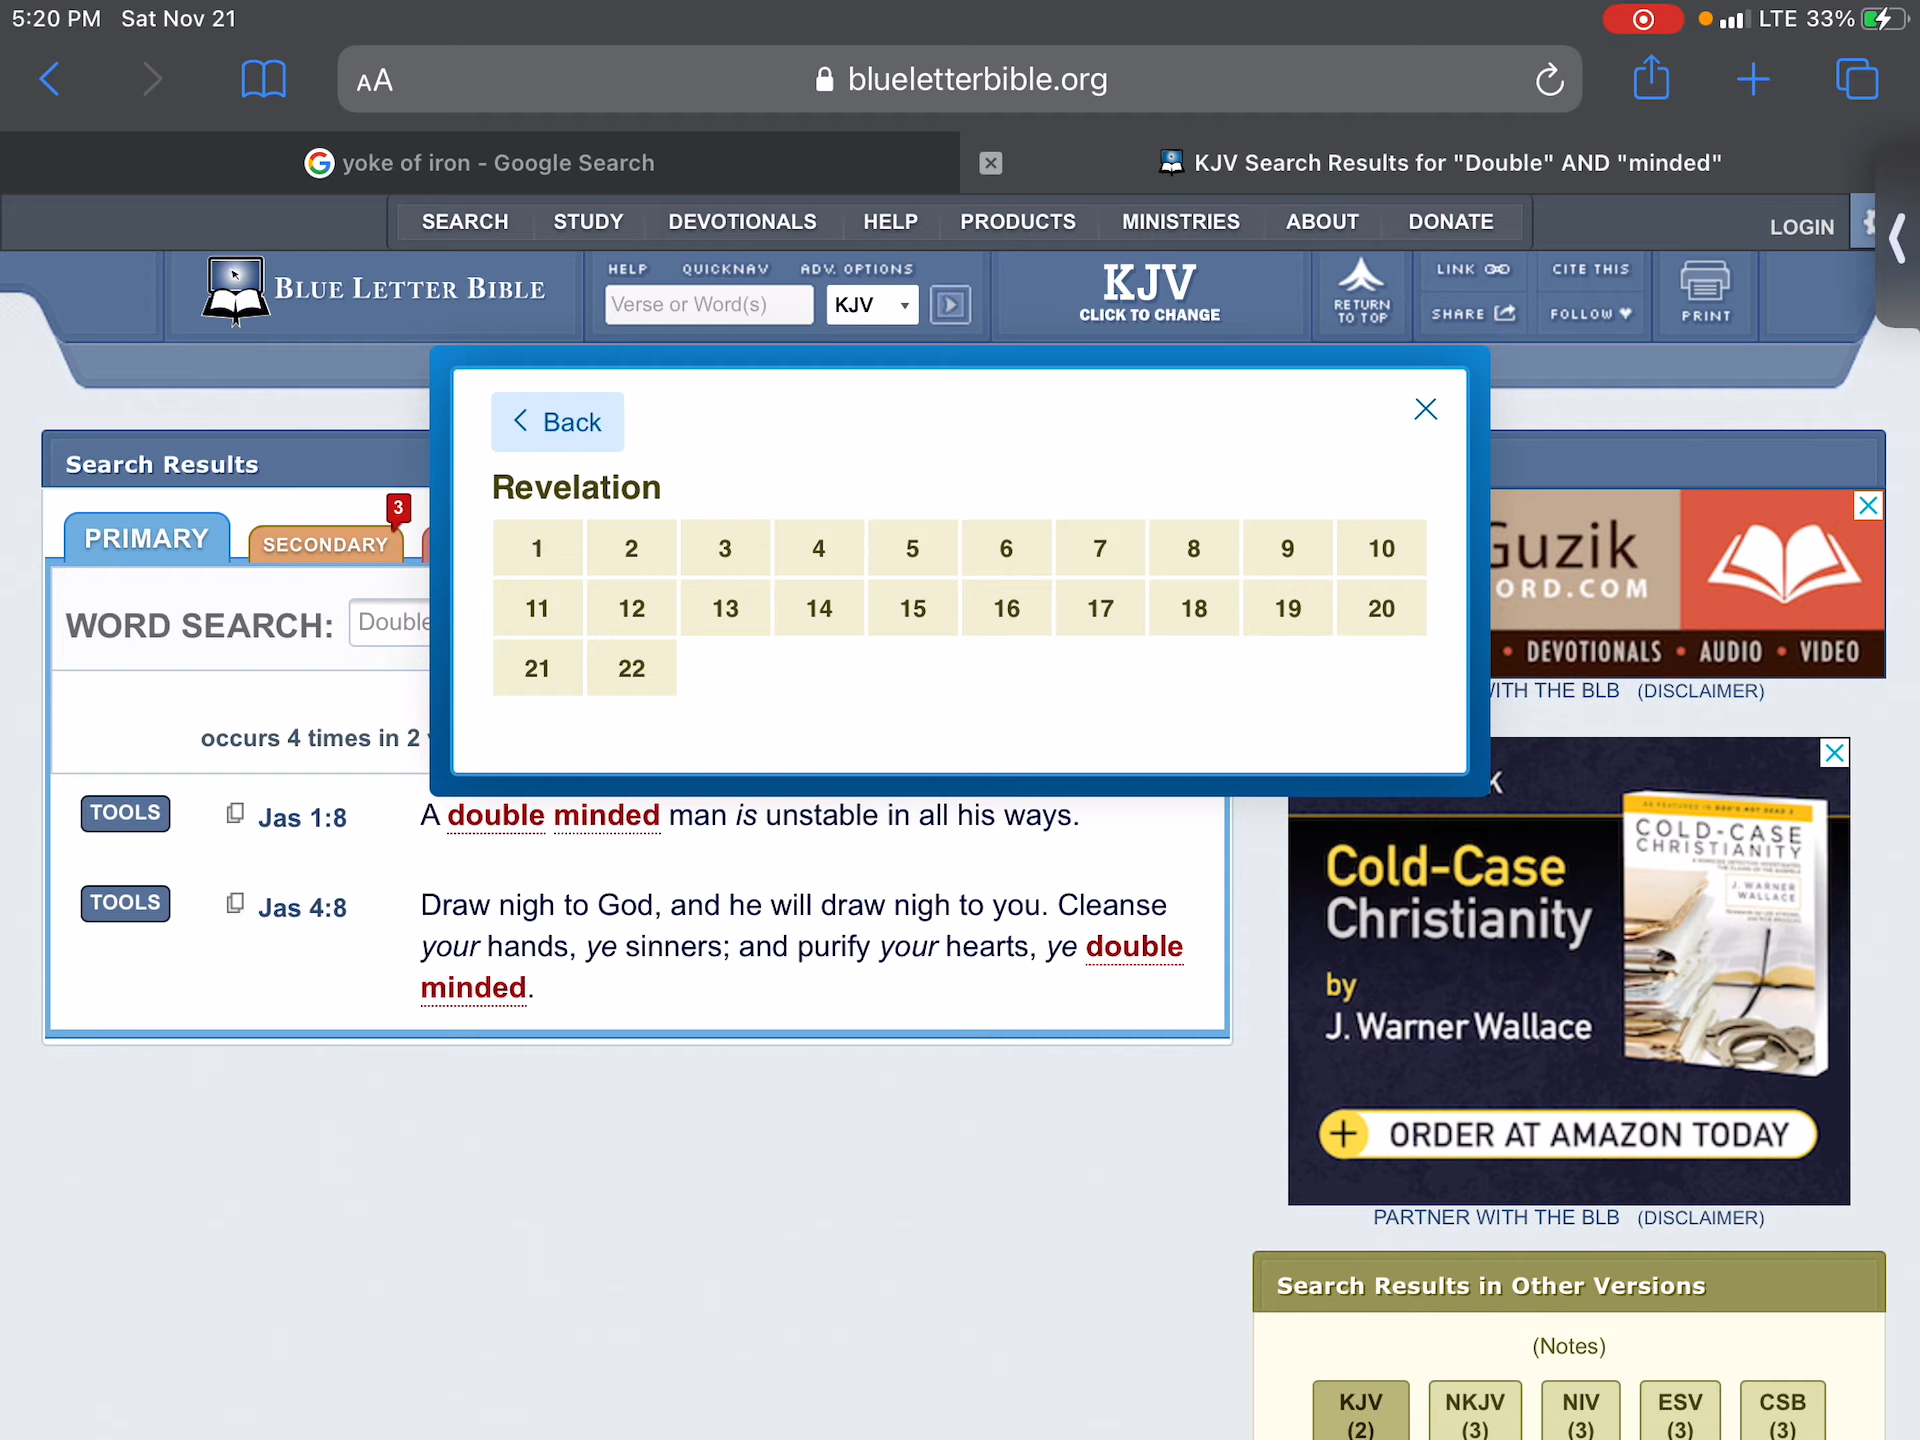 5:20 PM Sat Nov 21
LTE 33%
AA
blueletterbible.org
yoke of iron - Google Search
KJV Search Results for "Double" AND "minded"
SEARCH STUDY DEVOTIONALS HELP PRODUCTS MINISTRIES ABOUT DONATE
LOGIN
BLUE LETTER BIBLE
HELP QUICKNAV ADV. OPTIONS
Verse or Word(s)
KJV
KJV
CLICK TO CHANGE
RETURN
TO TOP
LINK
CITE THIS
SHARE
FOLLOW
PRINT
Back
Revelation
1 2 3 4 5 6 7 8 9 10
11 12 13 14 15 16 17 18 19 20
21 22
Search Results
PRIMARY
SECONDARY
3
WORD SEARCH:
Double
occurs 4 times in 2
TOOLS
Jas 1:8
A double minded man is unstable in all his ways.
TOOLS
Jas 4:8
Draw nigh to God, and he will draw nigh to you. Cleanse
your hands, ye sinners; and purify your hearts, ye double
minded.
Guzik
ORD.COM
• DEVOTIONALS • AUDIO • VIDEO
WITH THE BLB (DISCLAIMER)
K
Cold-Case
Christianity
by
J. Warner Wallace
COLD-CASE
CHRISTIANITY
J. WARNER
WALLACE
ORDER AT AMAZON TODAY
PARTNER WITH THE BLB (DISCLAIMER)
Search Results in Other Versions
(Notes)
KJV
(2)
NKJV
(3)
NIV
(3)
ESV
(3)
CSB
(3)